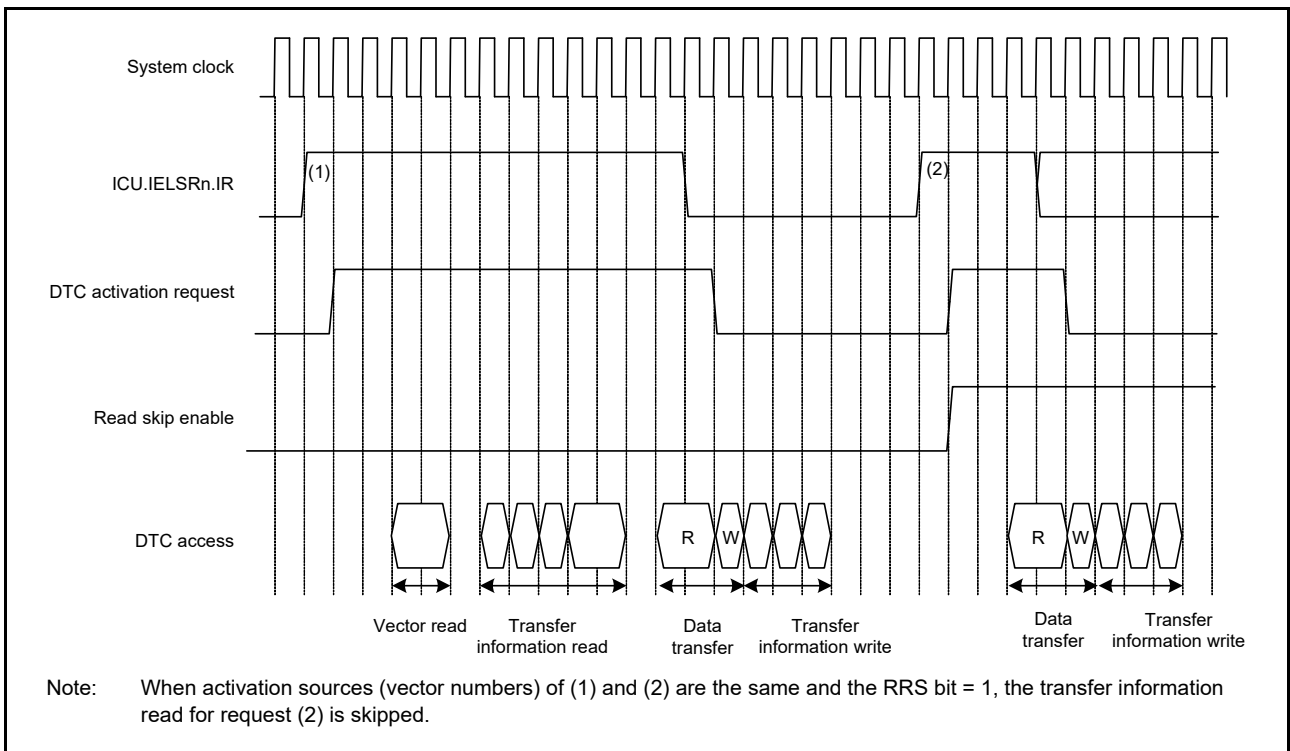 System clock
ICU.IELSRn.IR
(1)
(2)
DTC activation request
Read skip enable
DTC access
R
W
R
W
Vector read
Transfer
information read
Data
transfer
Transfer
information write
Data
transfer
Transfer
information write
Note: When activation sources (vector numbers) of (1) and (2) are the same and the RRS bit = 1, the transfer information
read for request (2) is skipped.